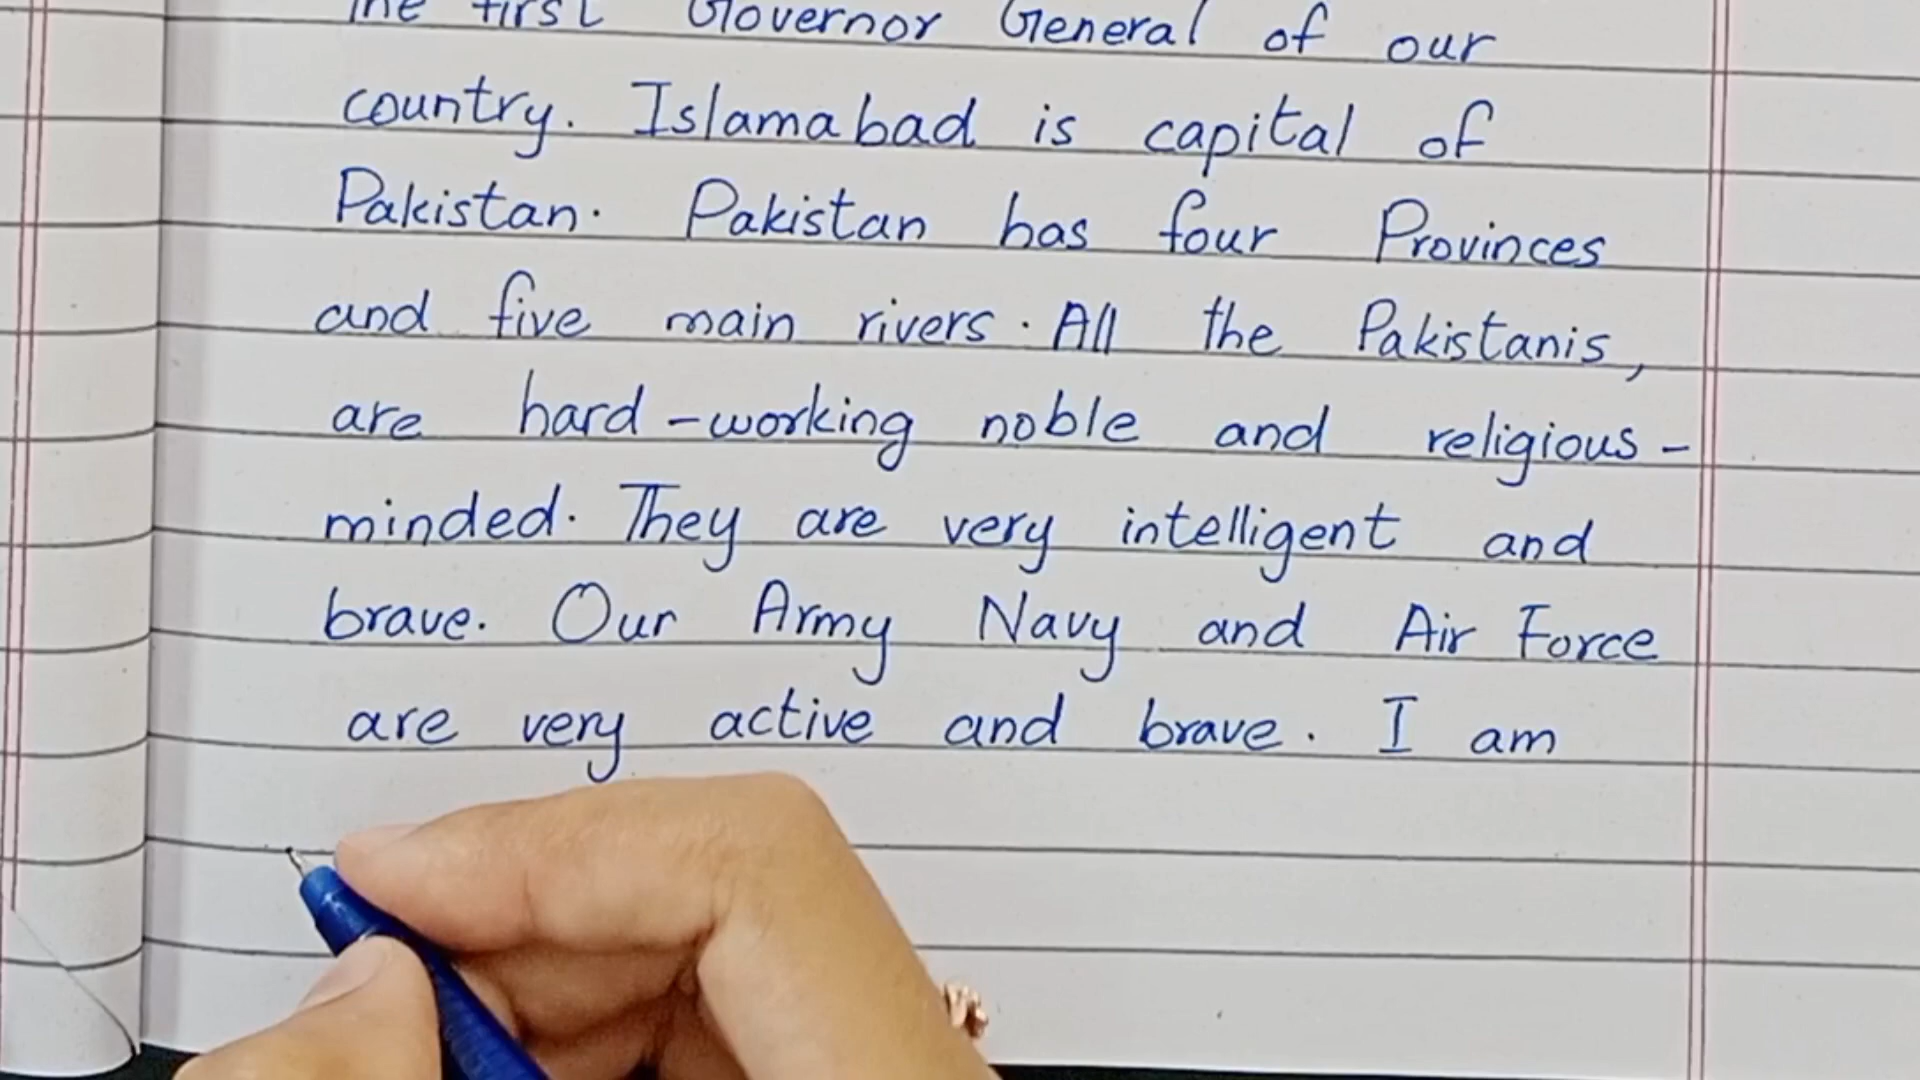 The first Governor General of our
country. Islamabad is capital of
Pakistan. Pakistan has four Provinces
and five main rivers. All the Pakistanis,
are hard-working noble and religious-
minded. They are very intelligent and
brave. Our Army Navy and Air Force
are very active and brave. I am